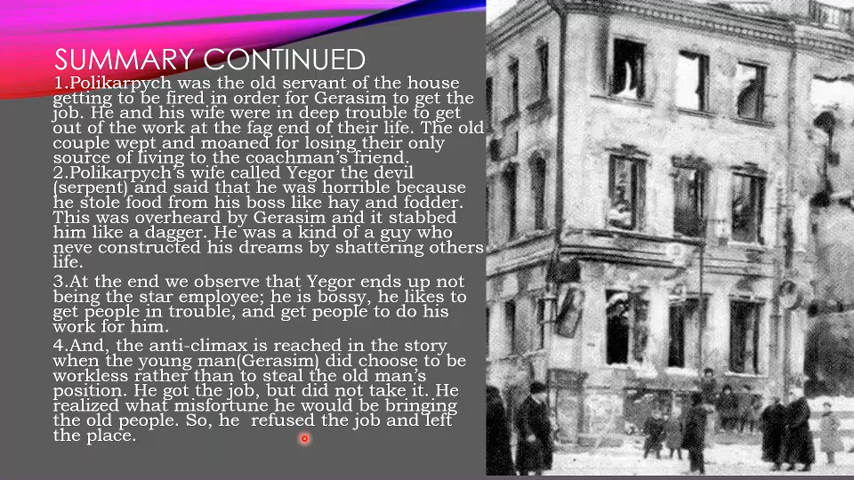 SUMMARY CONTINUED
1.Polikarpych was the old servant of the house
getting to be fired in order for Gerasim to get the
job. He and his wife were in deep trouble to get
out of the work at the fag end of their life. The old
couple wept and moaned for losing their only
source of living to the coachman's friend.
2.Polikarpych's wife called Yegor the devil
(serpent) and said that he was horrible because
he stole food from his boss like hay and fodder.
This was overheard by Gerasim and it stabbed
him like a dagger. He was a kind of a guy who
neve constructed his dreams by shattering others
life.
3.At the end we observe that Yegor ends up not
being the star employee; he is bossy, he likes to
get people in trouble, and get people to do his
work for him.
4.And, the anti-climax is reached in the story
when the young man(Gerasim) did choose to be
workless rather than to steal the old man's
position. He got the job, but did not take it. He
realized what misfortune he would be bringing
the old people. So, he refused the job and left
the place.